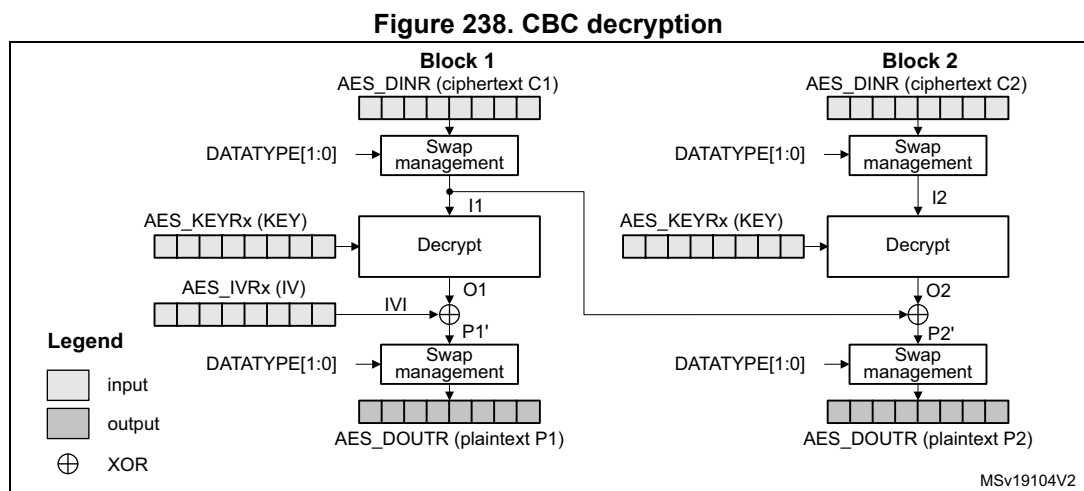 Figure 238. CBC decryption
Block 1
Block 2
AES_DINR (ciphertext C1)
AES_DINR (ciphertext C2)
DATATYPE[1:0]
Swap
management
DATATYPE[1:0]
Swap
management
I1
I2
AES_KEYRx (KEY)
Decrypt
AES_KEYRx (KEY)
Decrypt
AES_IVRx (IV)
O1
O2
IVI
P1'
P2'
Legend
DATATYPE[1:0]
Swap
management
DATATYPE[1:0]
Swap
management
input
output
AES_DOUTR (plaintext P1)
AES_DOUTR (plaintext P2)
XOR
MSv19104V2